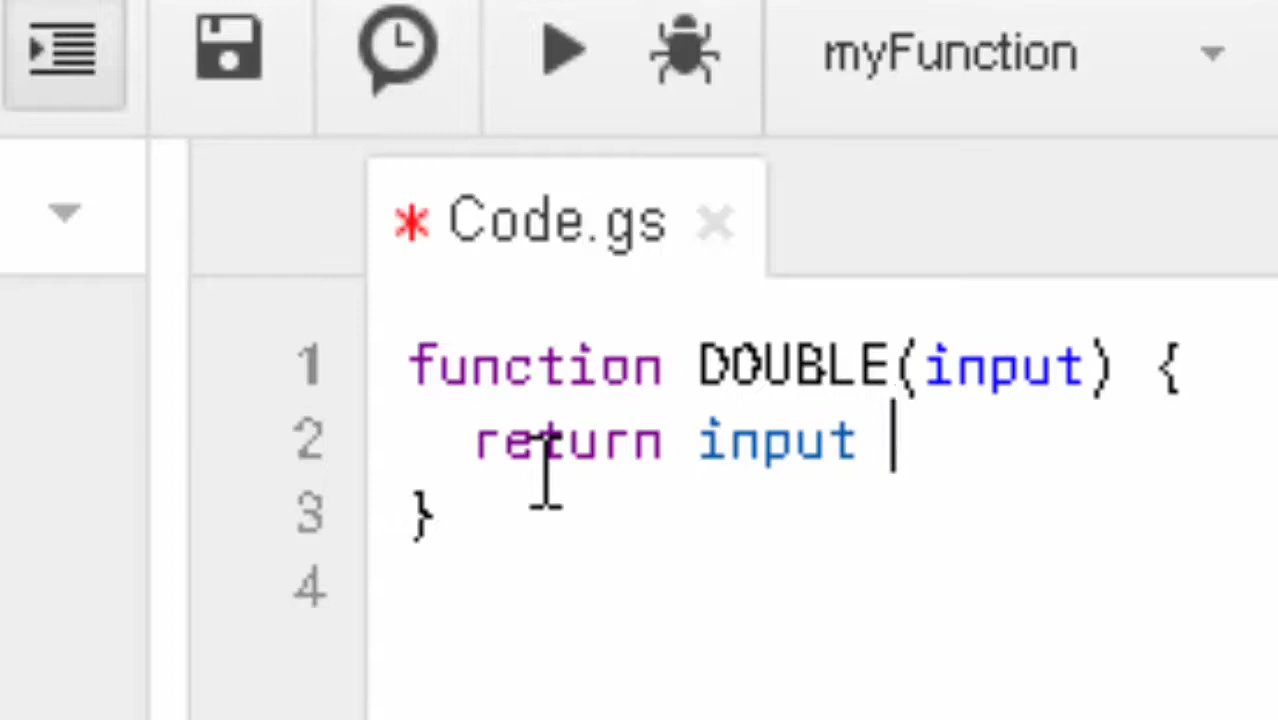 myFunction
* Code.gs ×
1 function DOUBLE(input) {
2 return input
3 }
4